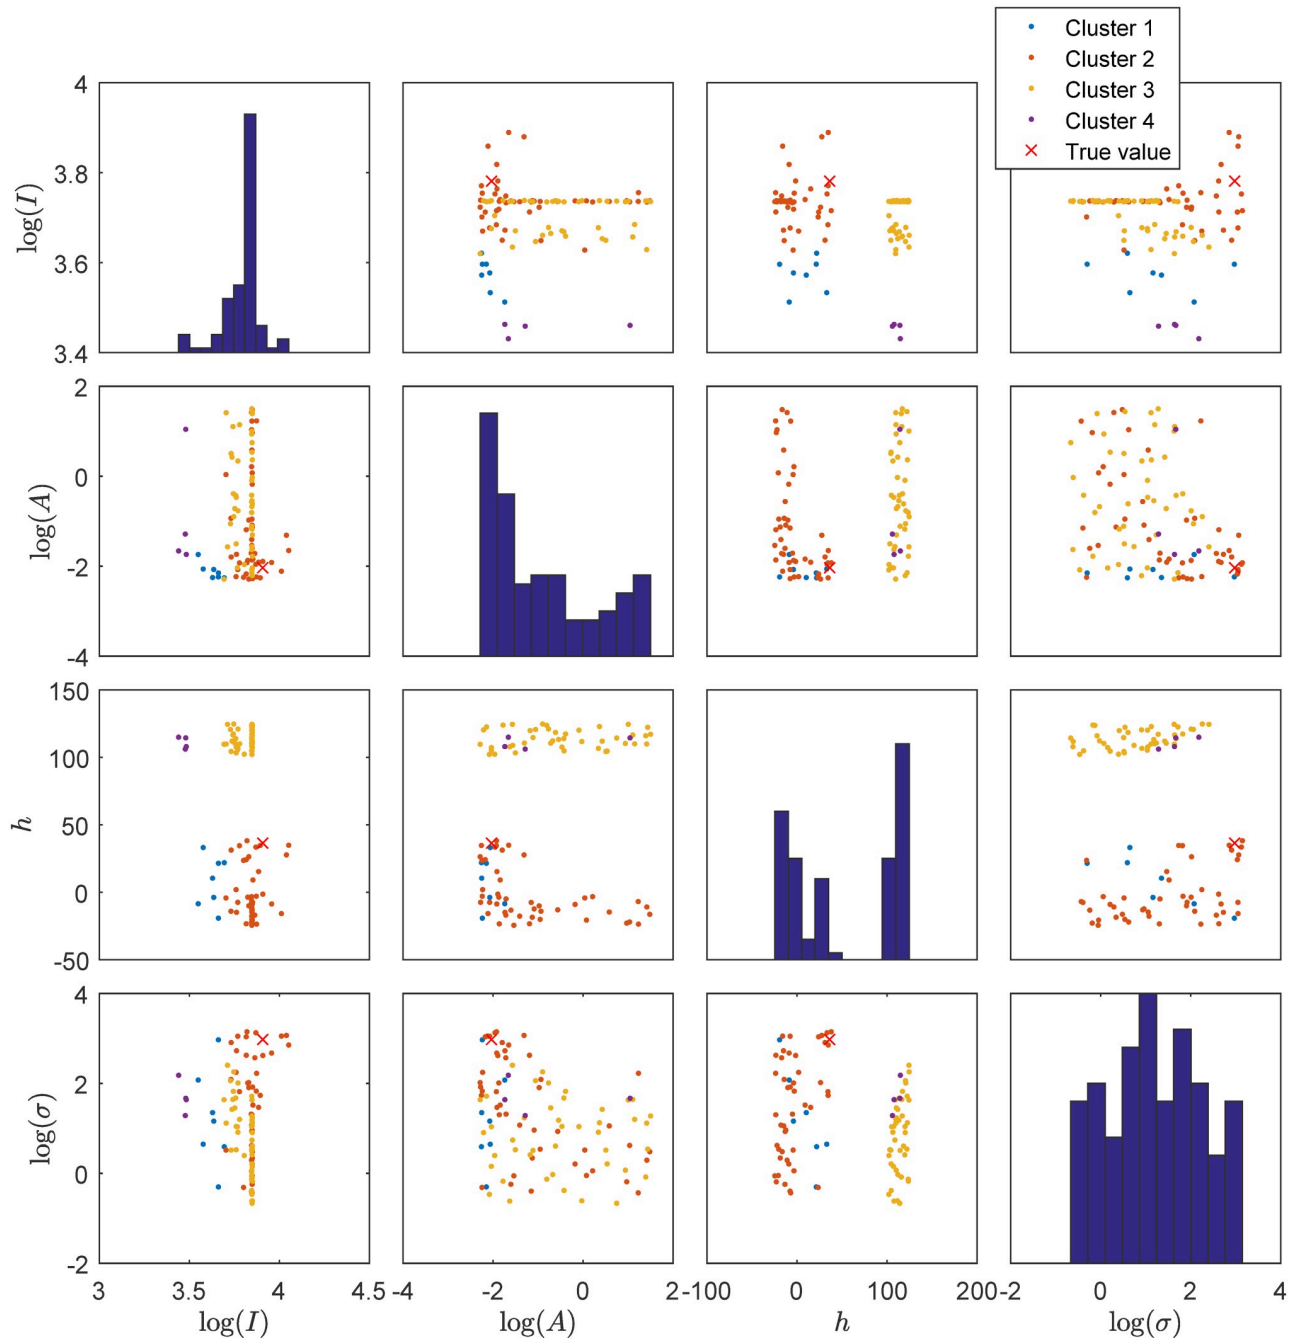 Cluster 1
Cluster 2
Cluster 3
Cluster 4
True value
4
3.8
3.6
3.4
log(I)
2
0
-2
-4
log(A)
150
100
50
0
-50
h
4
2
0
-2
log(σ)
3 3.5 4 4.5
-4 -2 0 2
-100 0 100 200
-2 0 2 4
log(I) log(A) h log(σ)